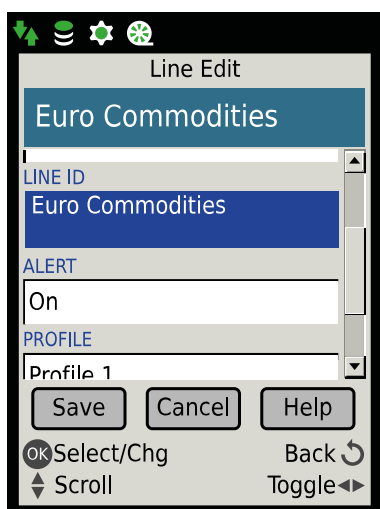 Line Edit
Euro Commodities
LINE ID
Euro Commodities
ALERT
On
PROFILE
Profile 1
Save Cancel Help
OK Select/Chg Back
Scroll Toggle